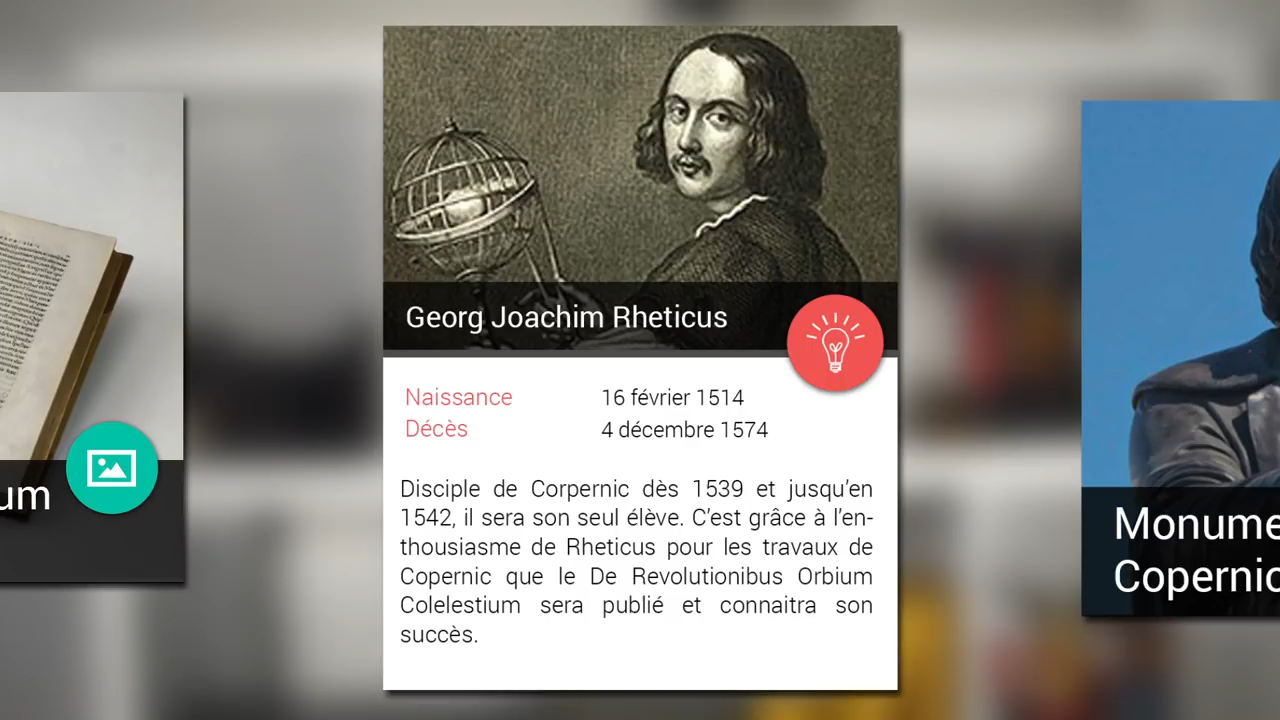 Georg Joachim Rheticus
Naissance 16 février 1514
Décès 4 décembre 1574
Disciple de Corpernic dès 1539 et jusqu’en
1542, il sera son seul élève. C’est grâce à l’en-
thousiasme de Rheticus pour les travaux de
Copernic que le De Revolutionibus Orbium
Colelestium sera publié et connaitra son
succès.
um
Monume
Copernic